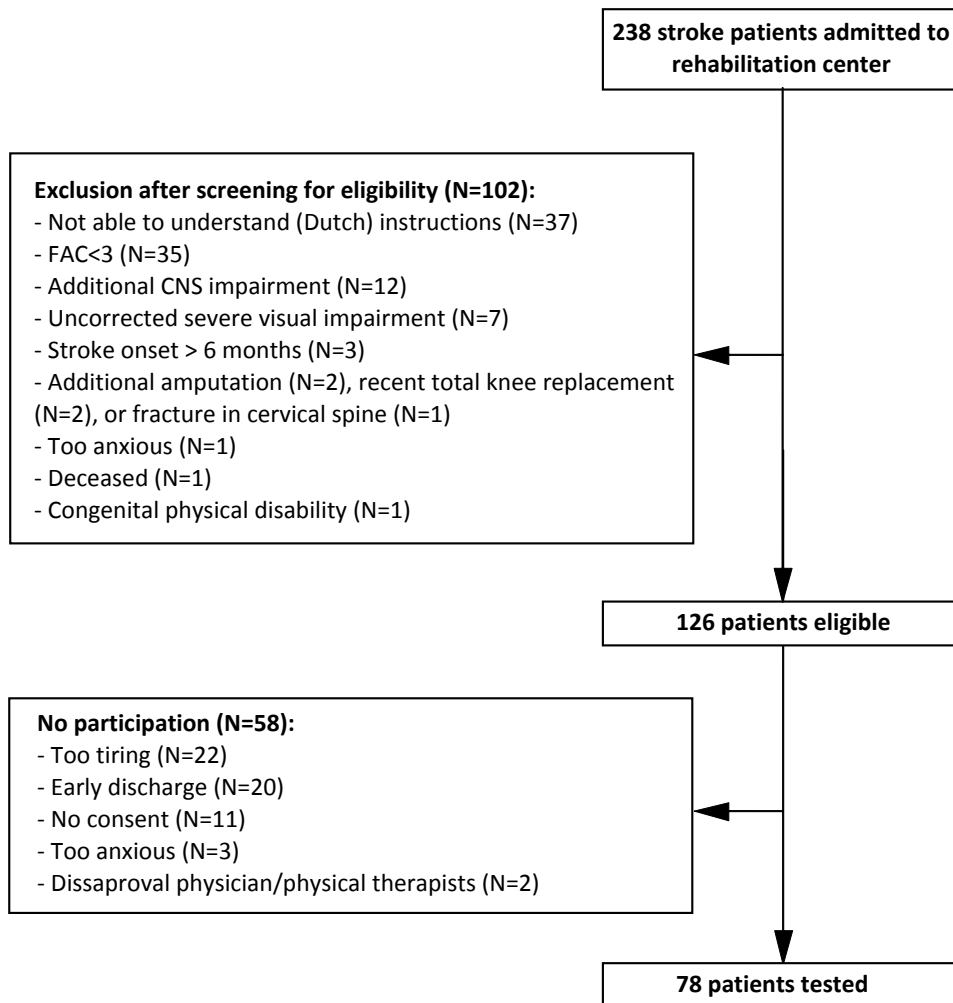 238 stroke patients admitted to
rehabilitation center
Exclusion after screening for eligibility (N=102):
- Not able to understand (Dutch) instructions (N=37)
- FAC<3 (N=35)
- Additional CNS impairment (N=12)
- Uncorrected severe visual impairment (N=7)
- Stroke onset > 6 months (N=3)
- Additional amputation (N=2), recent total knee replacement
(N=2), or fracture in cervical spine (N=1)
- Too anxious (N=1)
- Deceased (N=1)
- Congenital physical disability (N=1)
126 patients eligible
No participation (N=58):
- Too tiring (N=22)
- Early discharge (N=20)
- No consent (N=11)
- Too anxious (N=3)
- Dissaproval physician/physical therapists (N=2)
78 patients tested